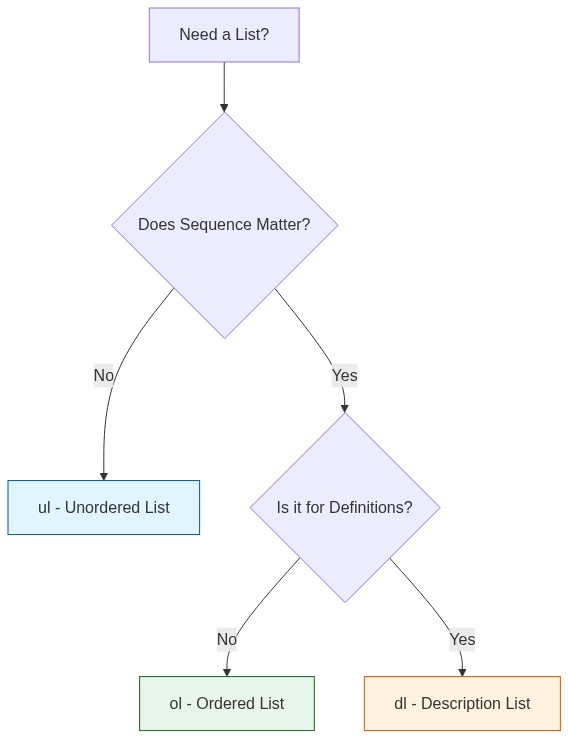 Need a List?
Does Sequence Matter?
No
Yes
ul - Unordered List
Is it for Definitions?
No
Yes
ol - Ordered List
dl - Description List